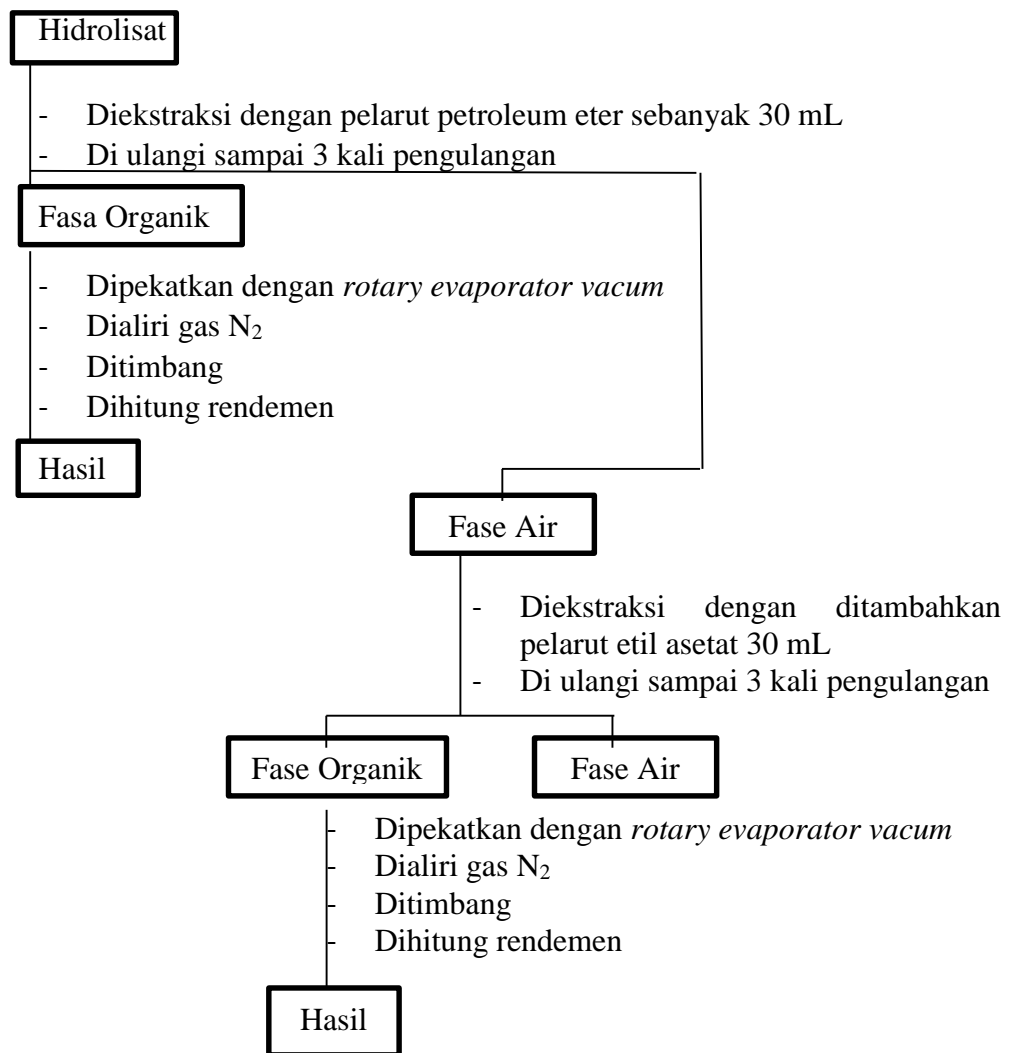 Hidrolisat
- Diekstraksi dengan pelarut petroleum eter sebanyak 30 mL
- Di ulangi sampai 3 kali pengulangan
Fasa Organik
- Dipekatkan dengan rotary evaporator vacum
- Dialiri gas N₂
- Ditimbang
- Dihitung rendemen
Hasil
Fase Air
- Diekstraksi dengan ditambahkan
pelarut etil asetat 30 mL
- Di ulangi sampai 3 kali pengulangan
Fase Organik
Fase Air
- Dipekatkan dengan rotary evaporator vacum
- Dialiri gas N₂
- Ditimbang
- Dihitung rendemen
Hasil